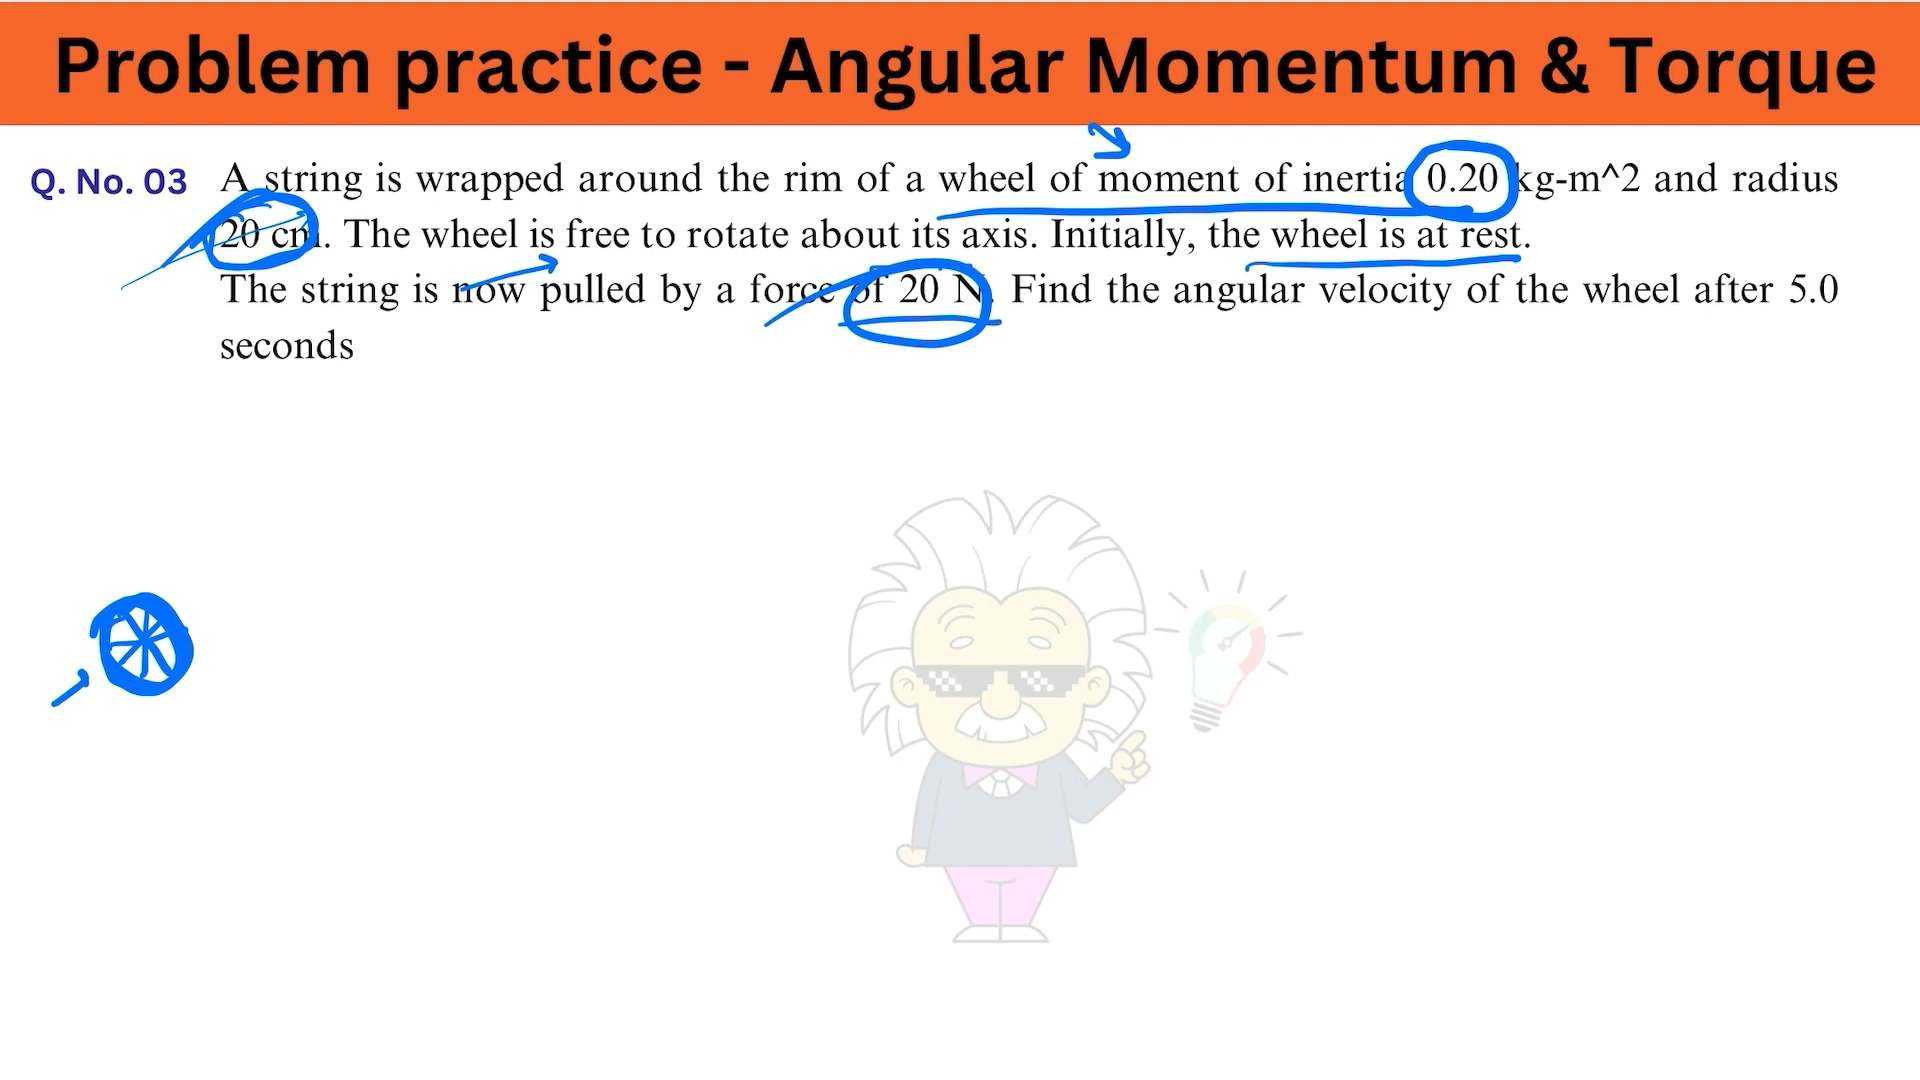 Problem practice - Angular Momentum & Torque
Q. No. 03 A string is wrapped around the rim of a wheel of moment of inertia 0.20 kg-m^2 and radius
20 cm. The wheel is free to rotate about its axis. Initially, the wheel is at rest.
The string is now pulled by a force of 20 N. Find the angular velocity of the wheel after 5.0
seconds